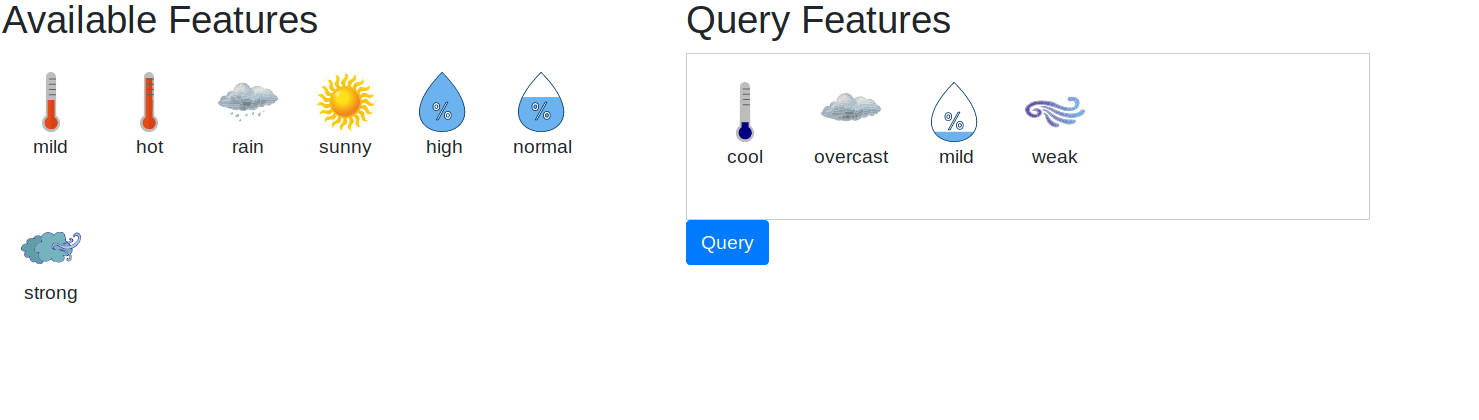 Available Features
mild hot rain sunny high normal
strong
Query Features
cool overcast mild weak
Query